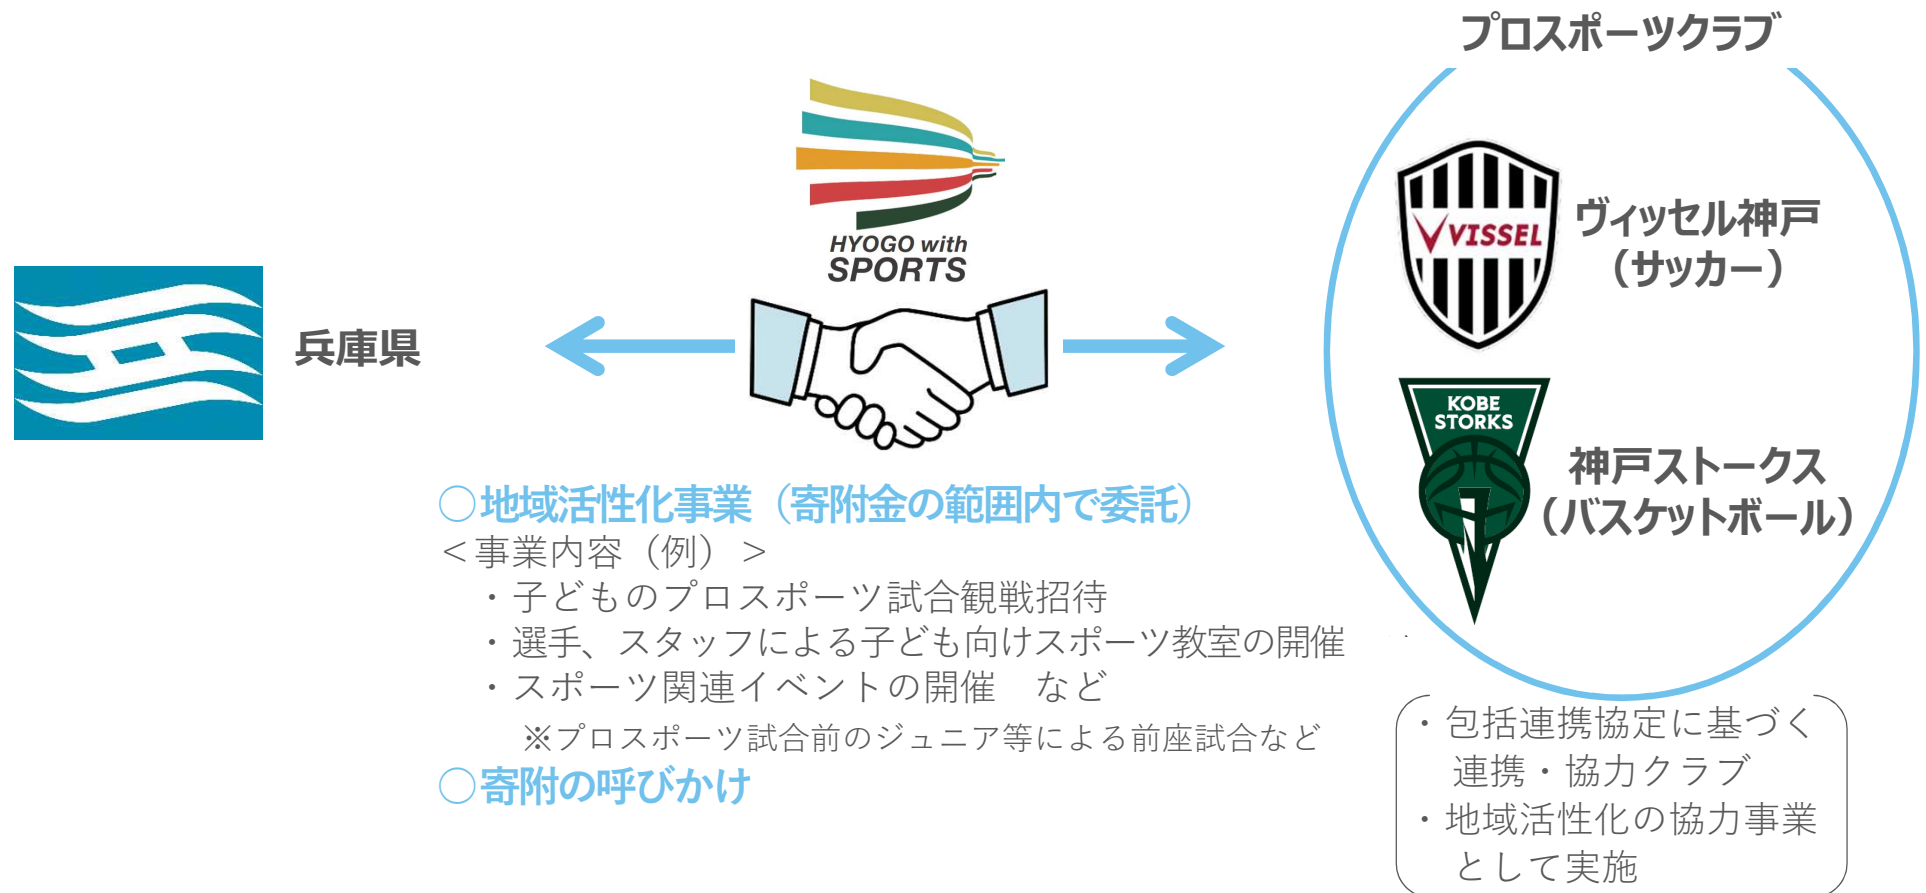 プロスポーツクラブ
HYOGO with
SPORTS
兵庫県
VISSEL
ヴィッセル神戸
（サッカー）
KOBE
STORKS
神戸ストークス
（バスケットボール）
○地域活性化事業（寄附金の範囲内で委託）
＜事業内容（例）＞
・子どものプロスポーツ試合観戦招待
・選手、スタッフによる子ども向けスポーツ教室の開催
・スポーツ関連イベントの開催　など
※プロスポーツ試合前のジュニア等による前座試合など
○寄附の呼びかけ
・包括連携協定に基づく
連携・協力クラブ
・地域活性化の協力事業
として実施